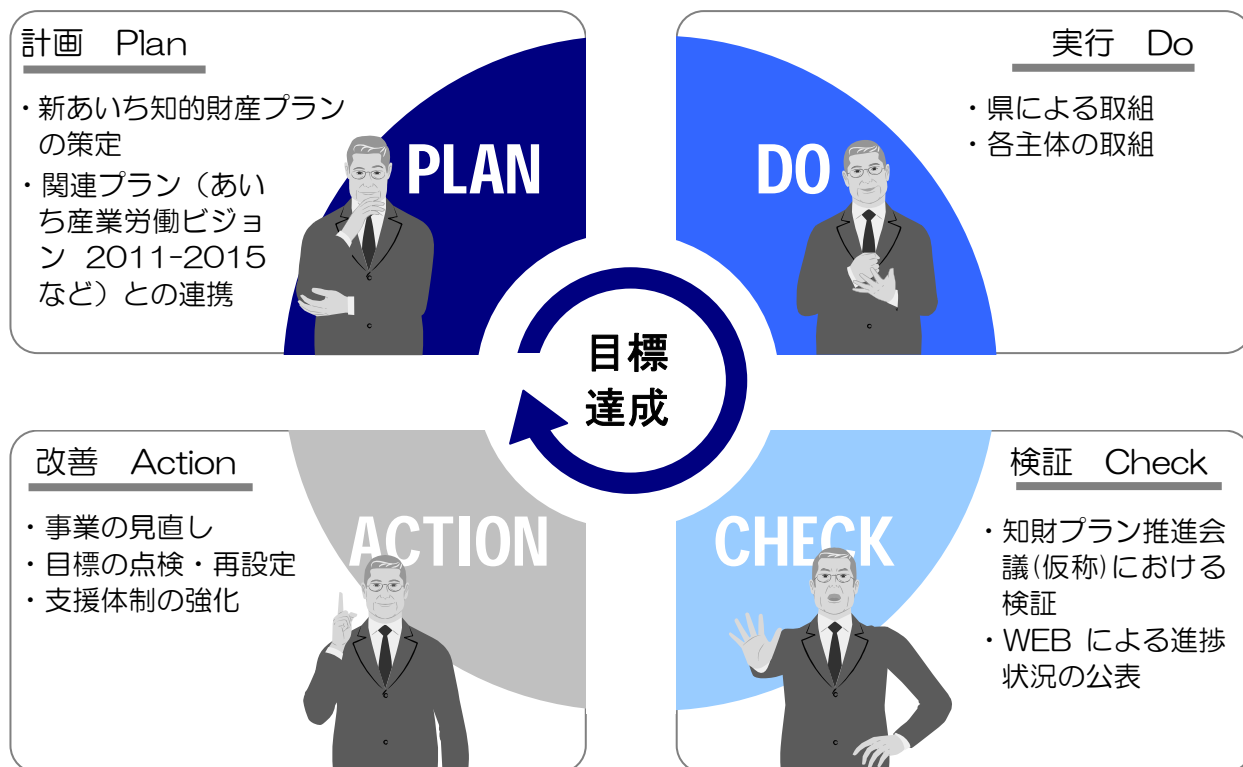 計画　Plan
・新あいち知的財産プラン
の策定
・関連プラン（あい
ち産業労働ビジョ
ン 2011-2015
など）との連携
PLAN
実行　Do
・県による取組
・各主体の取組
DO
目標
達成
改善　Action
・事業の見直し
・目標の点検・再設定
・支援体制の強化
ACTION
検証　Check
・知財プラン推進会
議(仮称)における
検証
・WEB による進捗
状況の公表
CHECK